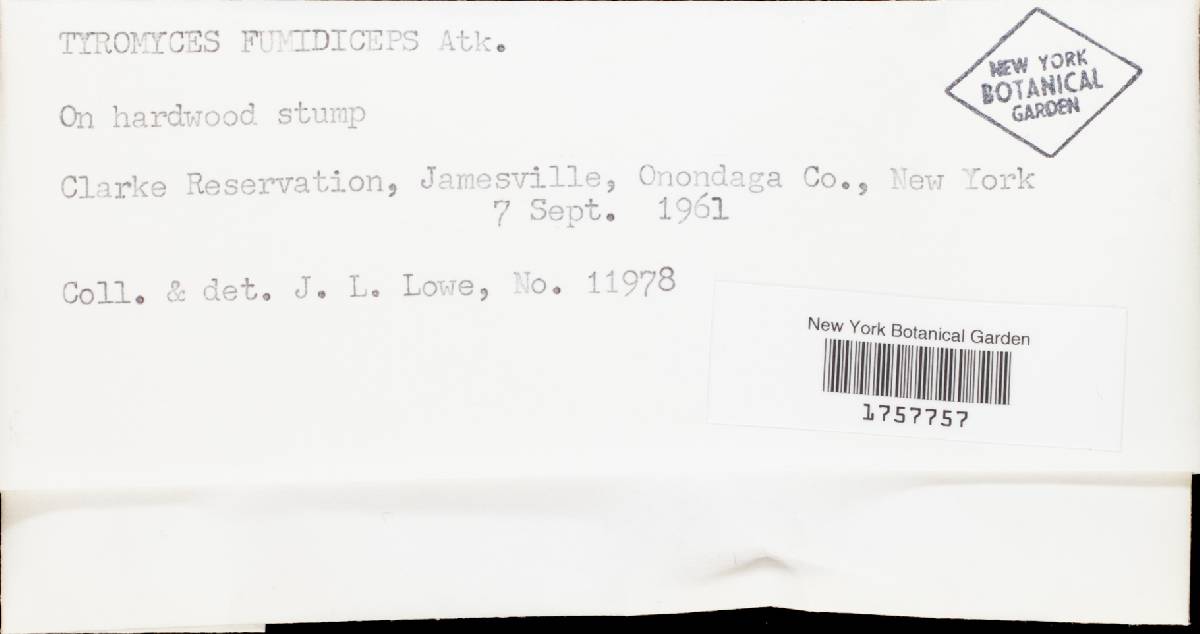 TYROMYCES FUMIDICEPS Atk.
NEW YORK
BOTANICAL
GARDEN
On hardwood stump
Clarke Reservation, Jamesville, Onondaga Co., New York
7 Sept. 1961
Coll. & det. J. L. Lowe, No. 11978
New York Botanical Garden
1757757